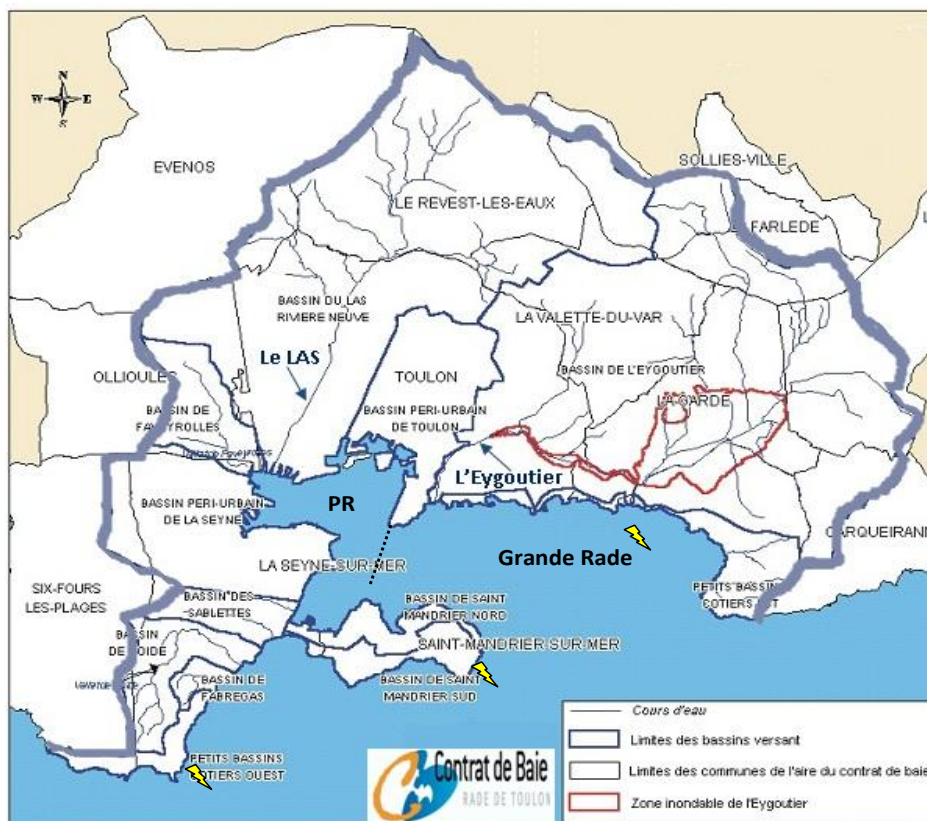 N
W E
S
EVENOS
SOLLIES-VILLE
LE REVEST-LES-EAUX
FARLEDE
BASSIN DU LAS
RIVIERE NEUVE
LA VALETTE-DU-VAR
Le LAS
OLLIOULES
TOULON
BASSIN DE L'EYGOUTIER
LA GARDE
BASSIN DE
FAVEYROLLES
BASSIN PERI-URBAIN
DE TOULON
L'Eygoutier
BASSIN PERI-URBAIN
DE LA SEYNE
PR
CARQUEIRANN
Grande Rade
LA SEYNE-SUR-MER
SIX-FOURS
LES-PLAGES
BASSIN DES
SABLETTES
BASSIN DE SAINT
MANDRIER NORD
PETITS BASSIN
COTIERS EST
BASSIN
SAINT-MANDRIER-SUR-MER
BASSIN DE
FABREGAS
BASSIN DE SAINT
MANDRIER SUD
PETITS BASSINS
COTIERS OUEST
Contrat de Baie
RADE DE TOULON
Cours d'eau
Limites des bassins versant
Limites des communes de l'aire du contrat de baie
Zone inondable de l'Eygoutier